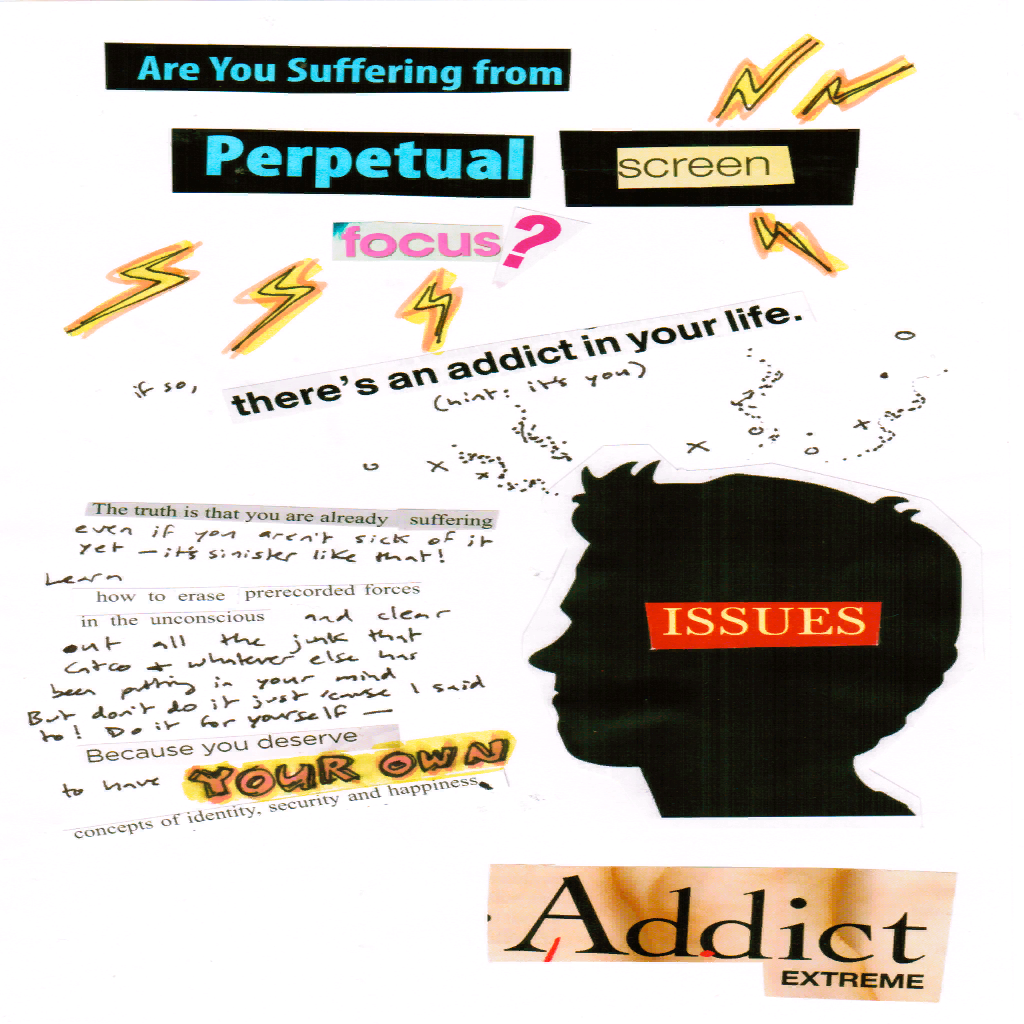 Are You Suffering from
Perpetual screen
focus?
if so, there's an addict in your life.
(hint: it's you)
The truth is that you are already suffering
even if you aren't sick of it
yet — it's sinister like that!
Learn
how to erase prerecorded forces
in the unconscious and clear
out all the junk that
Catco + whatever else has
been putting in your mind
But don't do it just 'cause I said
to! Do it for yourself —
Because you deserve
to have YOUR OWN
concepts of identity, security and happiness.
ISSUES
Addict
EXTREME